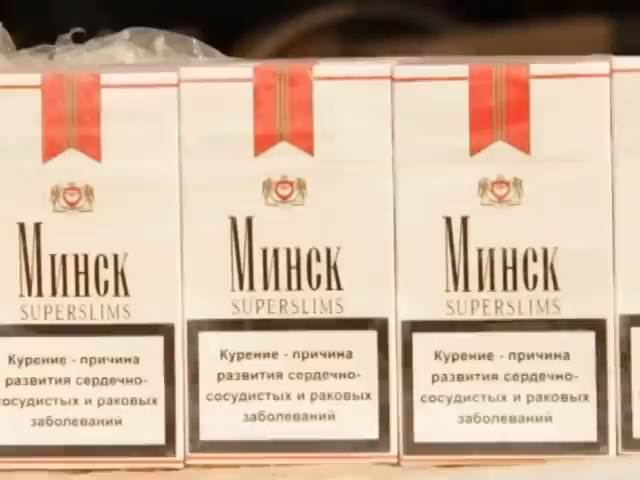 Минск
SUPERSLIMS
Курение - причина
развития сердечно-
сосудистых и раковых
заболеваний
Минск
SUPERSLIMS
Курение - причина
развития сердечно-
сосудистых и раковых
заболеваний
Минск
SUPERSLIMS
Курение - причина
развития сердечно-
сосудистых и раковых
заболеваний